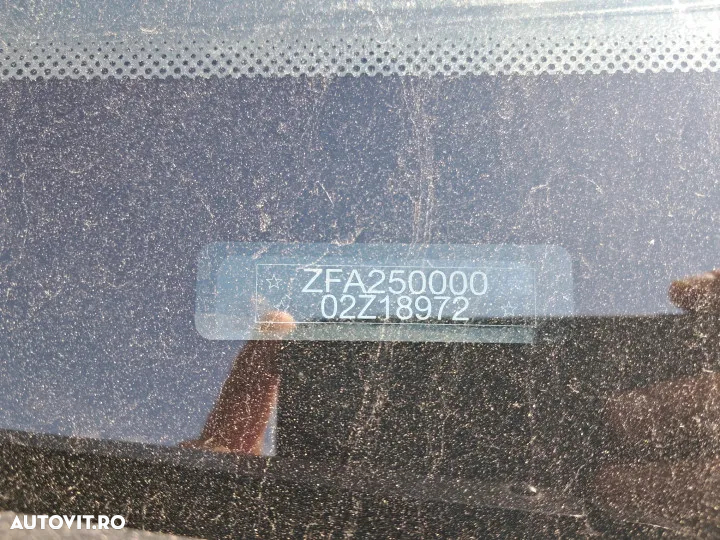 ☆ ZFA250000
02Z18972 ☆
AUTOVIT.RO